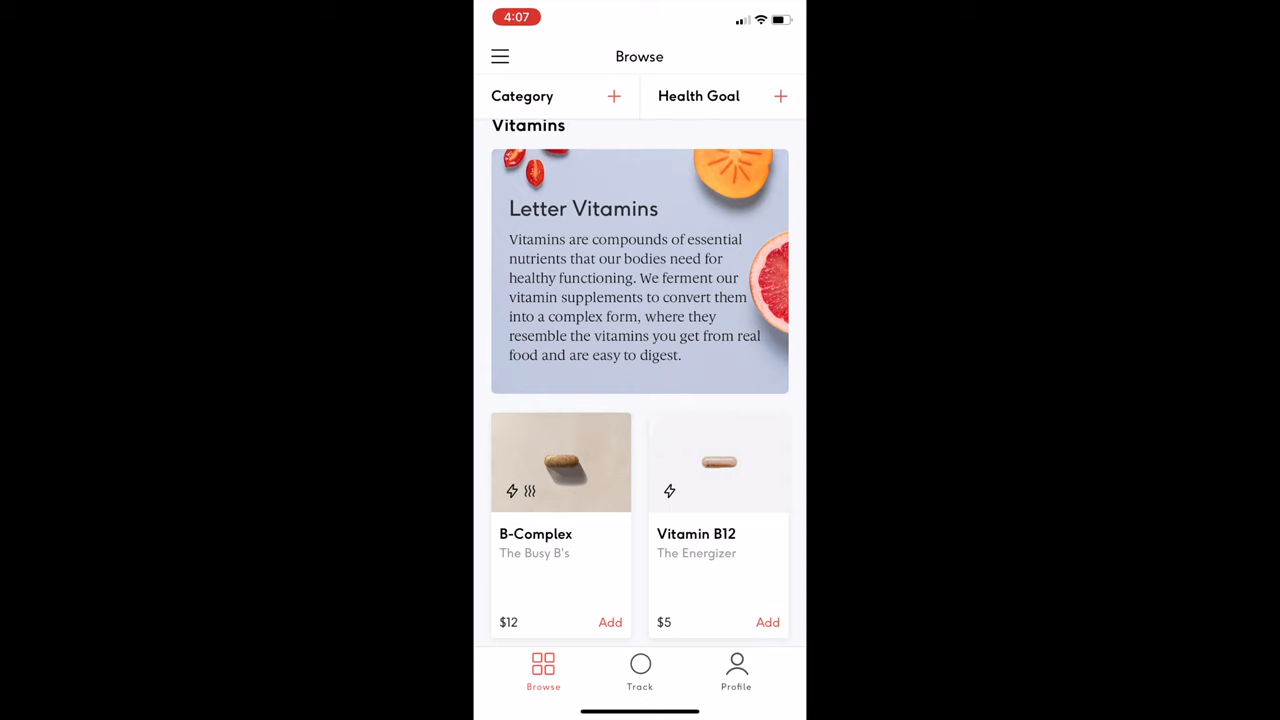 4:07
Browse
Category + Health Goal +
Vitamins
Letter Vitamins
Vitamins are compounds of essential
nutrients that our bodies need for
healthy functioning. We ferment our
vitamin supplements to convert them
into a complex form, where they
resemble the vitamins you get from real
food and are easy to digest.
B-Complex
The Busy B's
$12 Add
Vitamin B12
The Energizer
$5 Add
Browse Track Profile